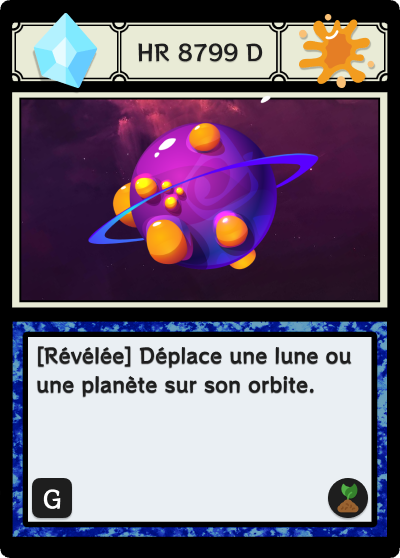 HR 8799 D
[Révélée] Déplace une lune ou
une planète sur son orbite.
G